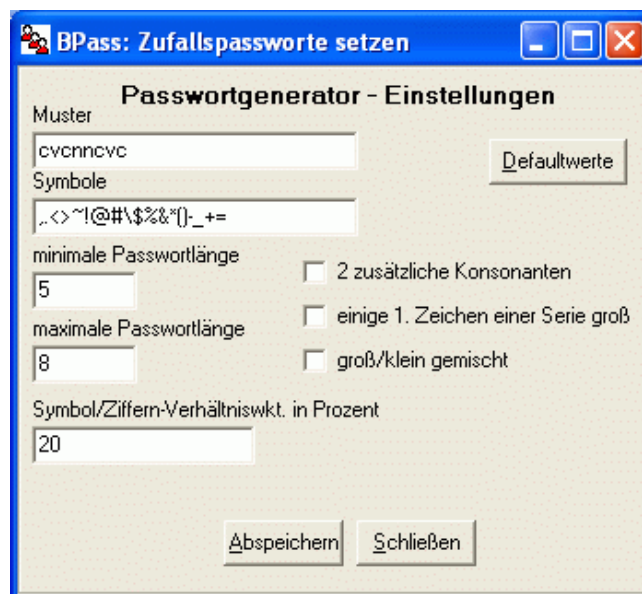 BPass: Zufallspassworte setzen
Passwortgenerator - Einstellungen
Muster
cvcnncvc
Defaultwerte
Symbole
,.<>~!@#\$%&*()-_+=
minimale Passwortlänge
5
2 zusätzliche Konsonanten
einige 1. Zeichen einer Serie groß
maximale Passwortlänge
8
groß/klein gemischt
Symbol/Ziffern-Verhältniswkt. in Prozent
20
Abspeichern
Schließen